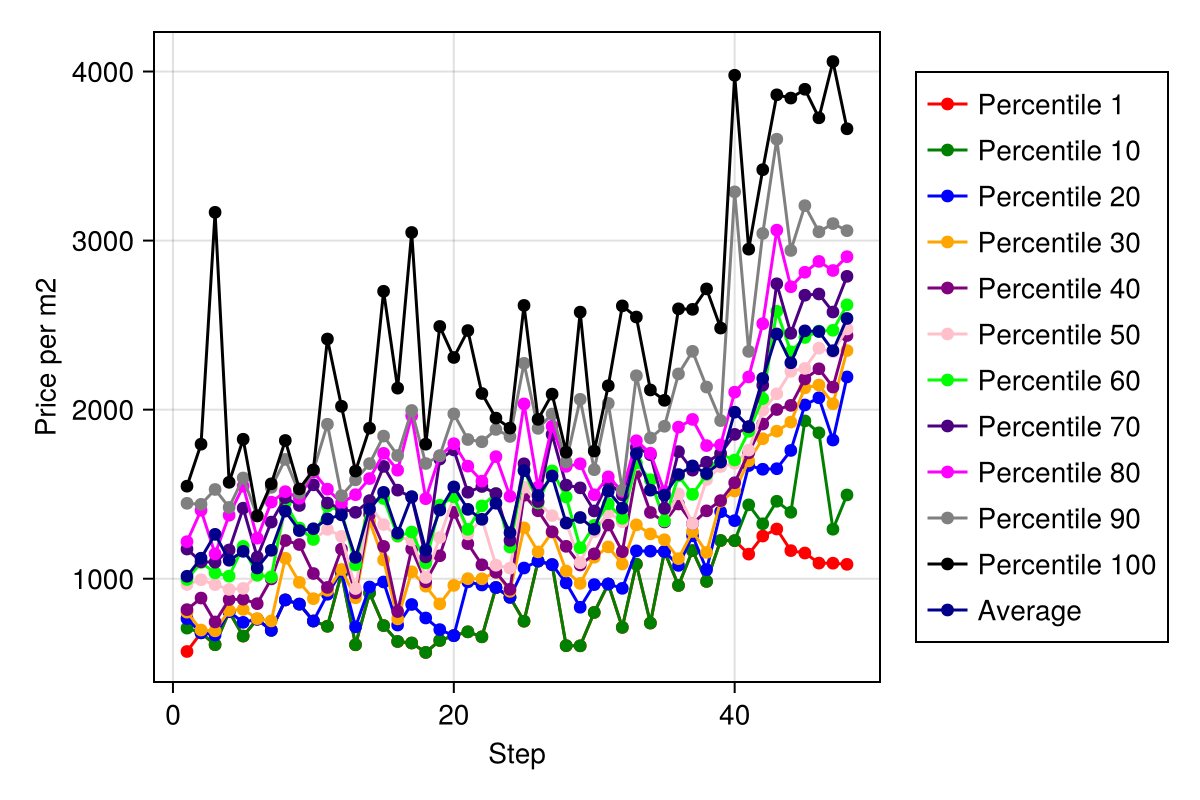 4000
3000
2000
1000
Price per m2
0 20 40
Step
Percentile 1
Percentile 10
Percentile 20
Percentile 30
Percentile 40
Percentile 50
Percentile 60
Percentile 70
Percentile 80
Percentile 90
Percentile 100
Average